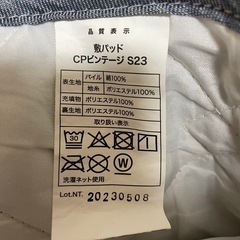 品質表示
敷パッド
CPビンテージ S23
表生地 パイル 綿100%
地糸 ポリエステル100%
充填物 ポリエステル100%
裏生地 ポリエステル100%
取り扱い表示
30
W
洗濯ネット使用
Lot.NT. 20230508